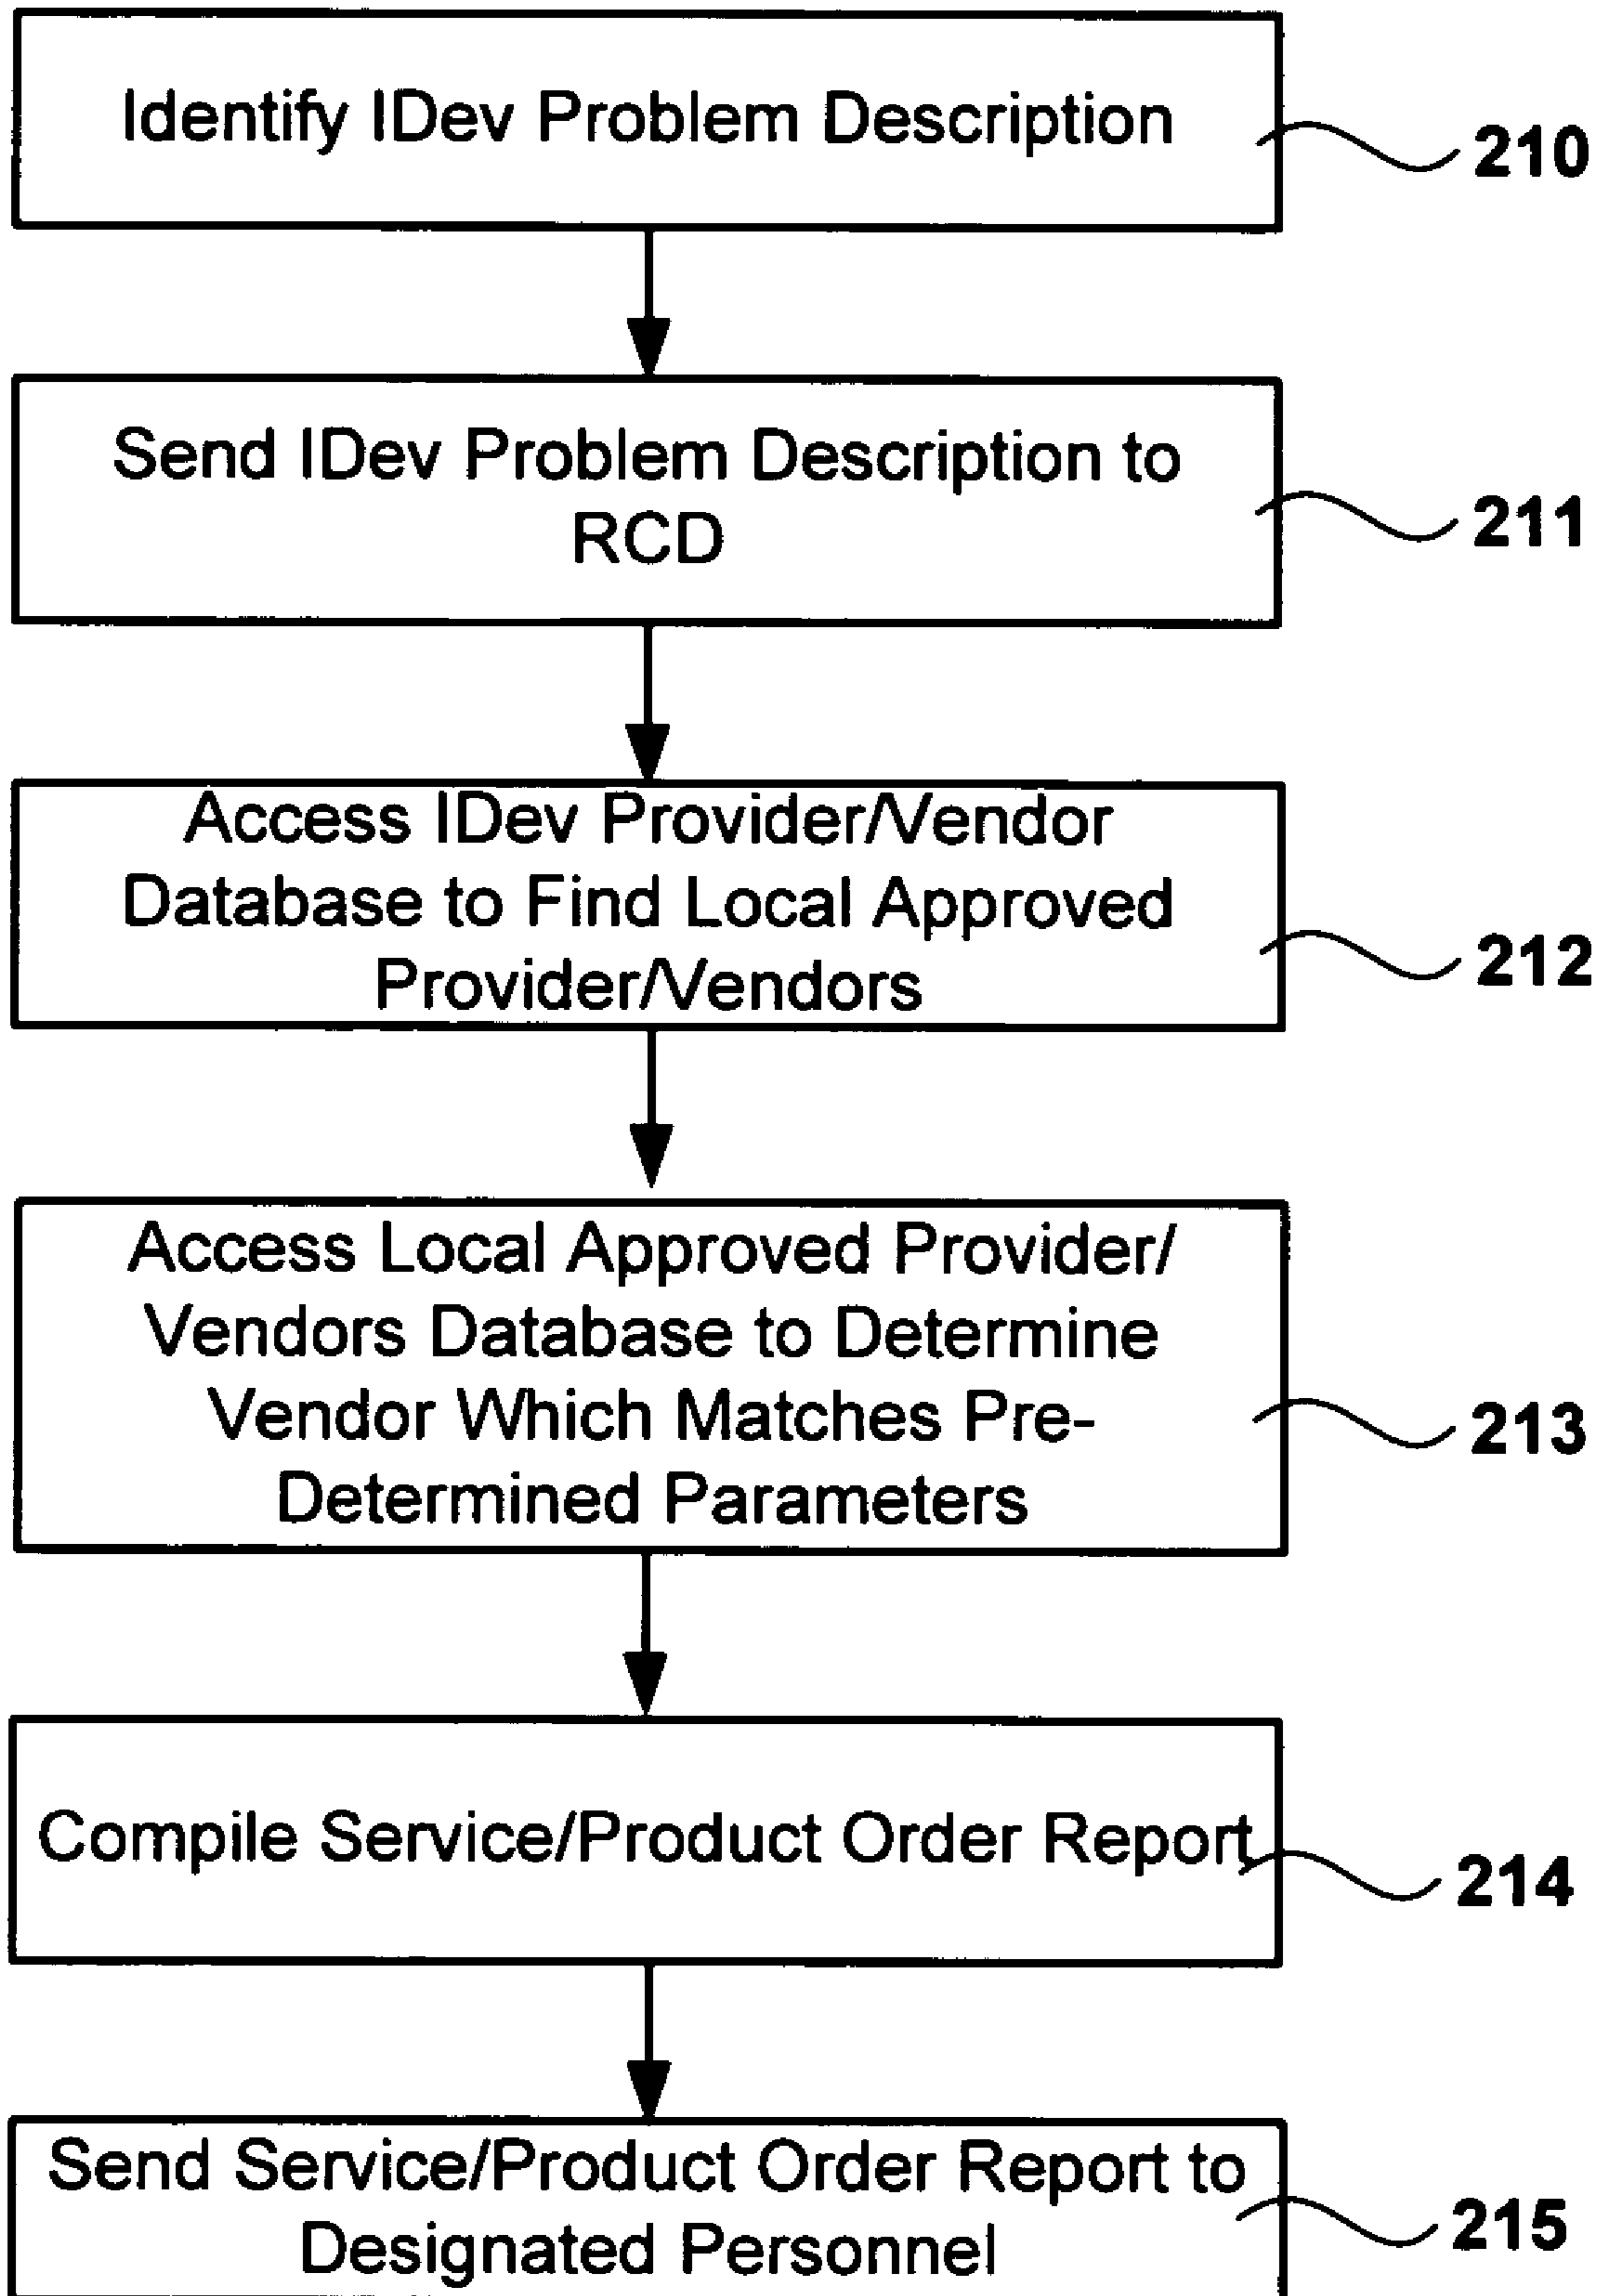 Identify IDev Problem Description
210
Send IDev Problem Description to
RCD
211
Access IDev Provider/Vendor
Database to Find Local Approved
Provider/Vendors
212
Access Local Approved Provider/
Vendors Database to Determine
Vendor Which Matches Pre-
Determined Parameters
213
Compile Service/Product Order Report
214
Send Service/Product Order Report to
Designated Personnel
215